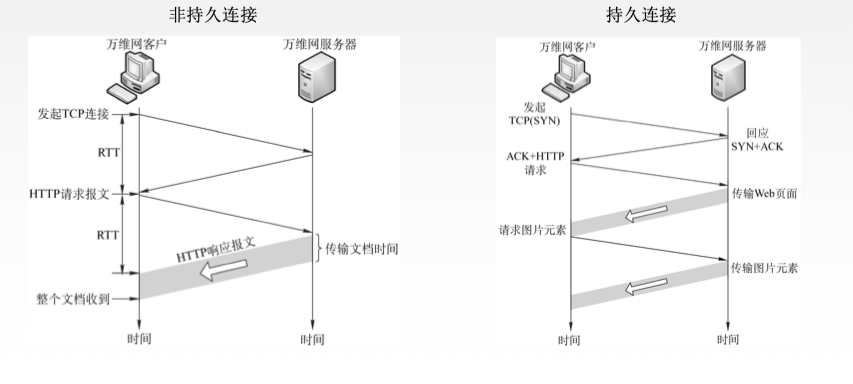 非持久连接
万维网客户
万维网服务器
发起TCP连接
RTT
HTTP请求报文
RTT
HTTP响应报文
传输文档时间
整个文档收到
时间
时间
持久连接
万维网客户
万维网服务器
发起
TCP(SYN)
回应
SYN+ACK
ACK+HTTP
请求
传输Web页面
请求图片元素
传输图片元素
时间
时间